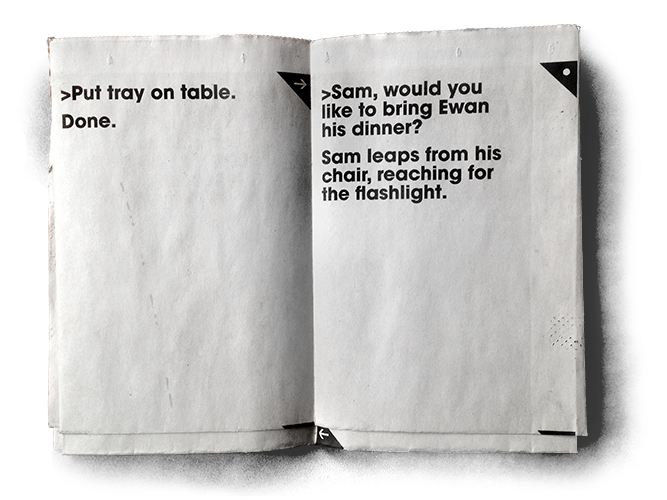 >Put tray on table.
Done.
>Sam, would you
like to bring Ewan
his dinner?
Sam leaps from his
chair, reaching for
the flashlight.